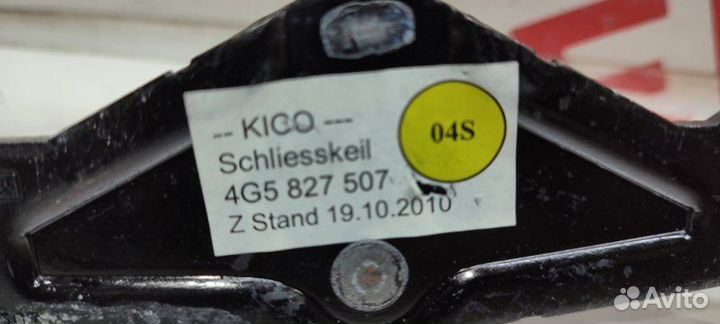 -- KICO ---
Schliesskeil
4G5 827 507
Z Stand 19.10.2010
04S
Avito